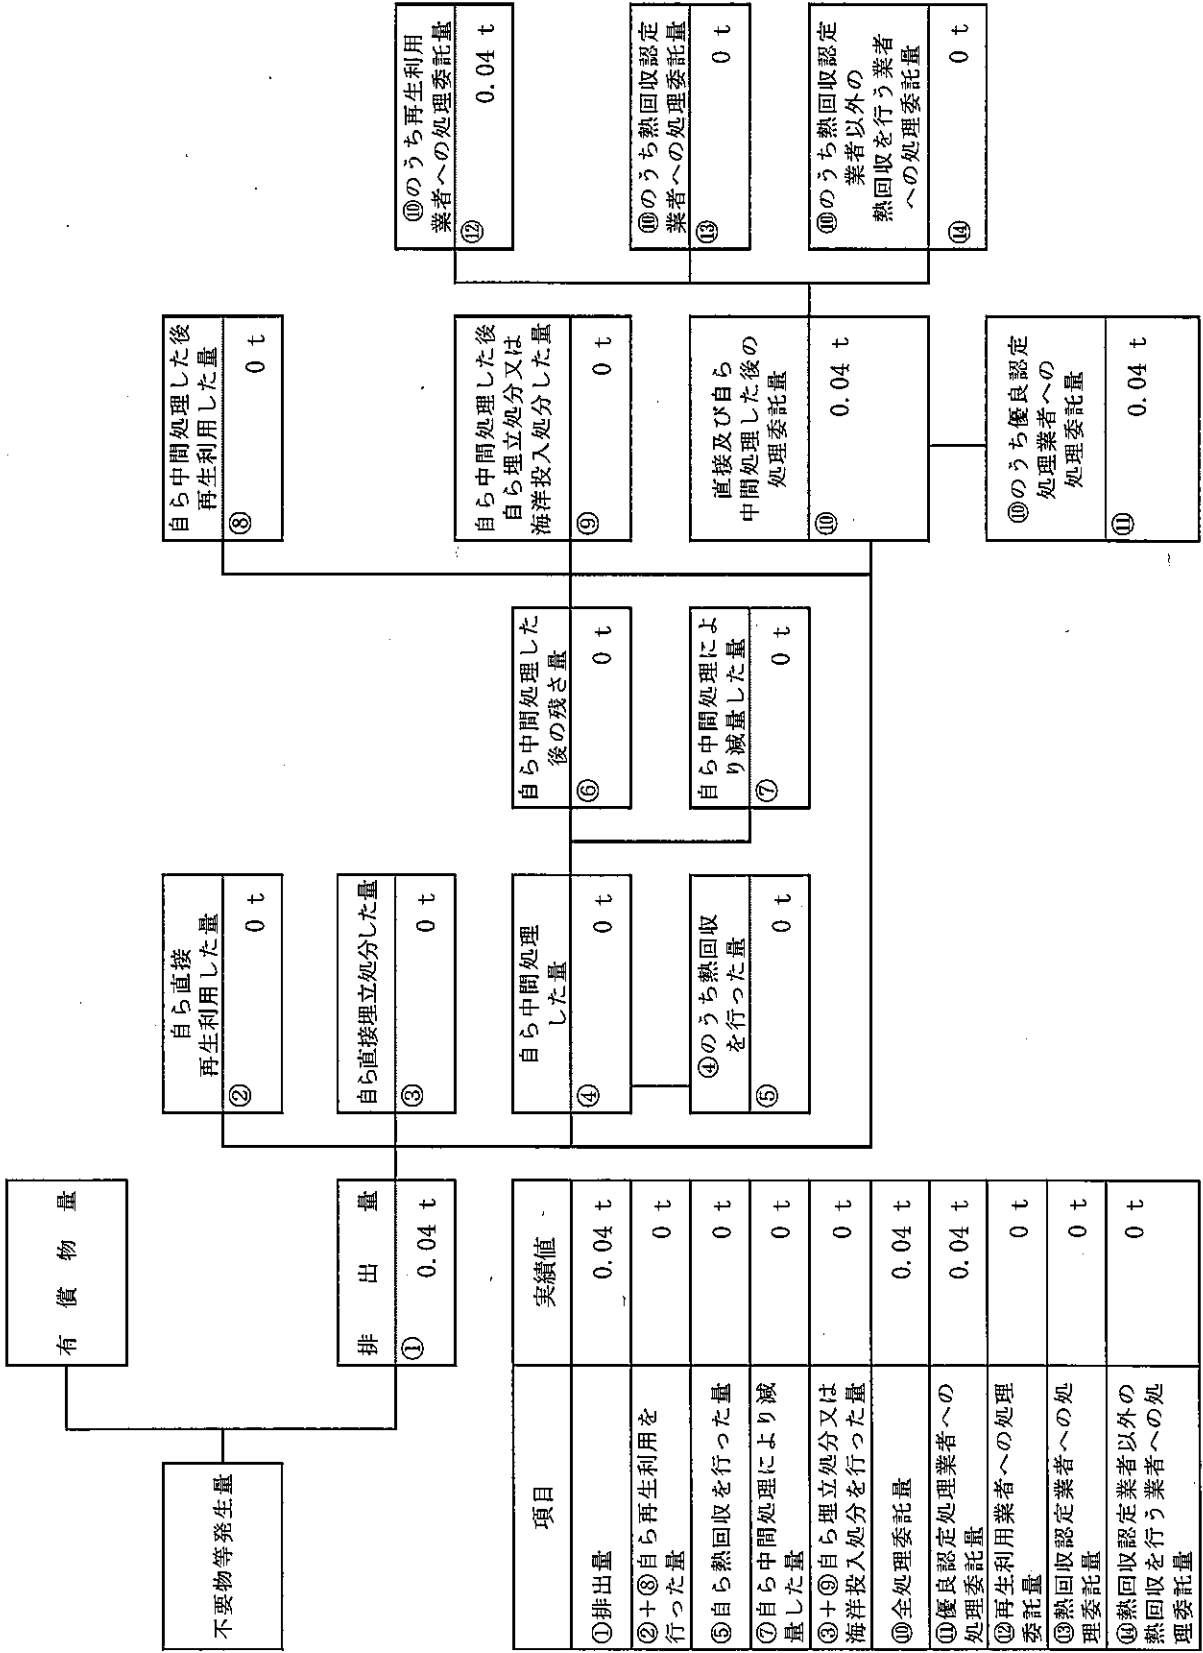 不要物等発生量
有償物量
排出量
① 0.04 t
自ら直接
再生利用した量
② 0 t
自ら直接埋立処分した量
③ 0 t
自ら中間処理
した量
④ 0 t
④のうち熱回収
を行った量
⑤ 0 t
自ら中間処理した
後の残さ量
⑥ 0 t
自ら中間処理によ
り減量した量
⑦ 0 t
自ら中間処理した後
再生利用した量
⑧ 0 t
自ら中間処理した後
自ら埋立処分又は
海洋投入処分した量
⑨ 0 t
直接及び自ら
中間処理した後の
処理委託量
⑩ 0.04 t
⑩のうち優良認定
処理業者への
処理委託量
⑪ 0.04 t
⑩のうち再生利用
業者への処理委託量
⑫ 0.04 t
⑩のうち熱回収認定
業者への処理委託量
⑬ 0 t
⑩のうち熱回収認定
業者以外の
熱回収を行う業者
への処理委託量
⑭ 0 t
項目 実績値
①排出量 0.04 t
②+⑧自ら再生利用を
行った量 0 t
⑤自ら熱回収を行った量 0 t
⑦自ら中間処理により減
量した量 0 t
③+⑨自ら埋立処分又は
海洋投入処分を行った量 0 t
⑩全処理委託量 0.04 t
⑪優良認定処理業者への
処理委託量 0.04 t
⑫再生利用業者への処理
委託量 0 t
⑬熱回収認定業者への処
理委託量 0 t
⑭熱回収認定業者以外の
熱回収を行う業者への処
理委託量 0 t